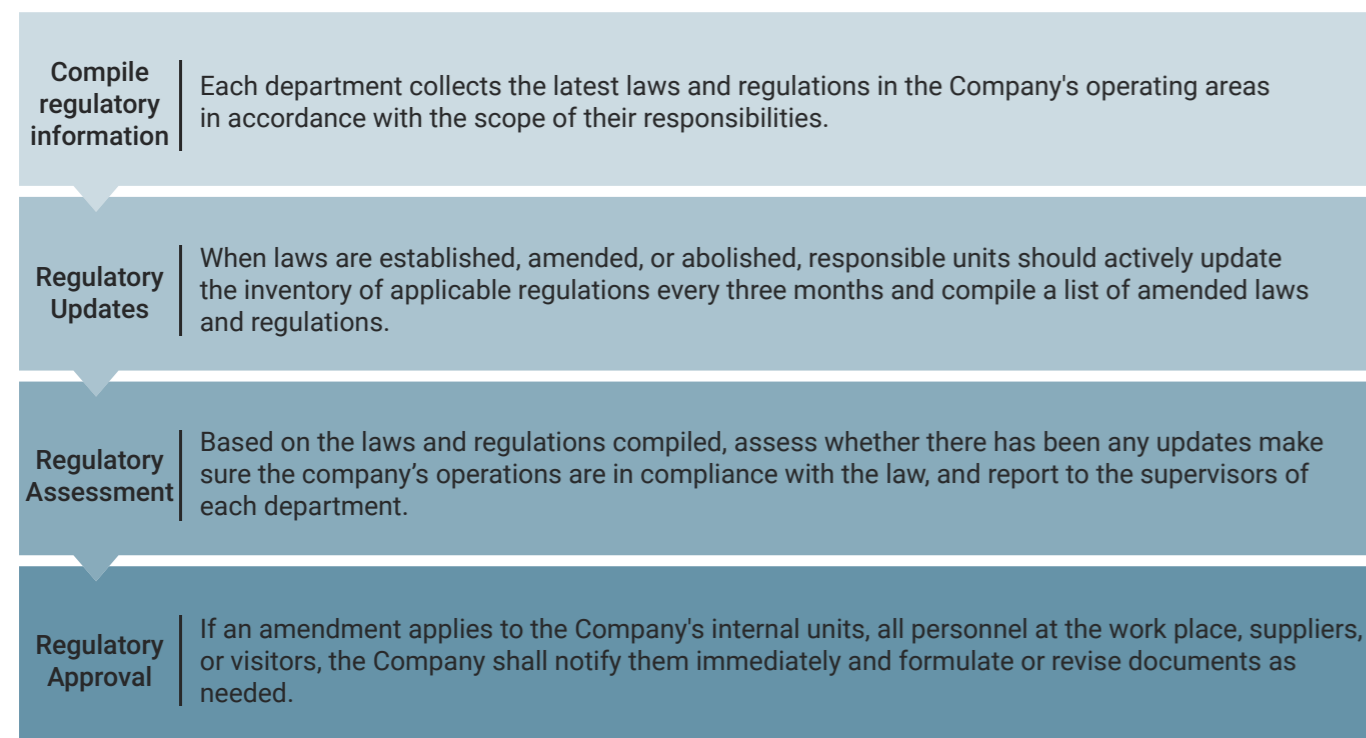 Compile
regulatory
information
Each department collects the latest laws and regulations in the Company's operating areas
in accordance with the scope of their responsibilities.
Regulatory
Updates
When laws are established, amended, or abolished, responsible units should actively update
the inventory of applicable regulations every three months and compile a list of amended laws
and regulations.
Regulatory
Assessment
Based on the laws and regulations compiled, assess whether there has been any updates make
sure the company’s operations are in compliance with the law, and report to the supervisors of
each department.
Regulatory
Approval
If an amendment applies to the Company's internal units, all personnel at the work place, suppliers,
or visitors, the Company shall notify them immediately and formulate or revise documents as
needed.